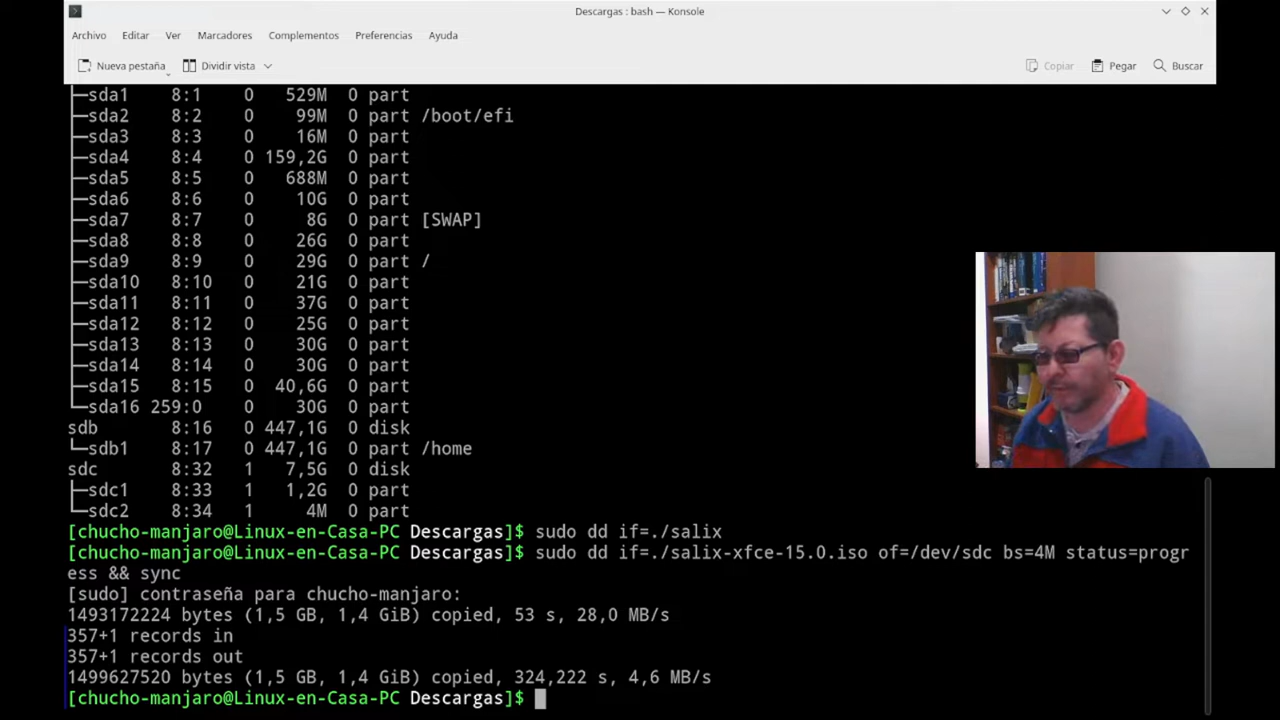 Descargas : bash — Konsole
Archivo Editar Ver Marcadores Complementos Preferencias Ayuda
Nueva pestaña Dividir vista Copiar Pegar Buscar
├─sda1 8:1 0 529M 0 part
├─sda2 8:2 0 99M 0 part /boot/efi
├─sda3 8:3 0 16M 0 part
├─sda4 8:4 0 159,2G 0 part
├─sda5 8:5 0 688M 0 part
├─sda6 8:6 0 10G 0 part
├─sda7 8:7 0 8G 0 part [SWAP]
├─sda8 8:8 0 26G 0 part
├─sda9 8:9 0 29G 0 part /
├─sda10 8:10 0 21G 0 part
├─sda11 8:11 0 37G 0 part
├─sda12 8:12 0 25G 0 part
├─sda13 8:13 0 30G 0 part
├─sda14 8:14 0 30G 0 part
├─sda15 8:15 0 40,6G 0 part
└─sda16 259:0 0 30G 0 part
sdb 8:16 0 447,1G 0 disk
└─sdb1 8:17 0 447,1G 0 part /home
sdc 8:32 1 7,5G 0 disk
├─sdc1 8:33 1 1,2G 0 part
└─sdc2 8:34 1 4M 0 part
[chucho-manjaro@Linux-en-Casa-PC Descargas]$ sudo dd if=./salix
[chucho-manjaro@Linux-en-Casa-PC Descargas]$ sudo dd if=./salix-xfce-15.0.iso of=/dev/sdc bs=4M status=progr
ess && sync
[sudo] contraseña para chucho-manjaro:
1493172224 bytes (1,5 GB, 1,4 GiB) copied, 53 s, 28,0 MB/s
357+1 records in
357+1 records out
1499627520 bytes (1,5 GB, 1,4 GiB) copied, 324,222 s, 4,6 MB/s
[chucho-manjaro@Linux-en-Casa-PC Descargas]$